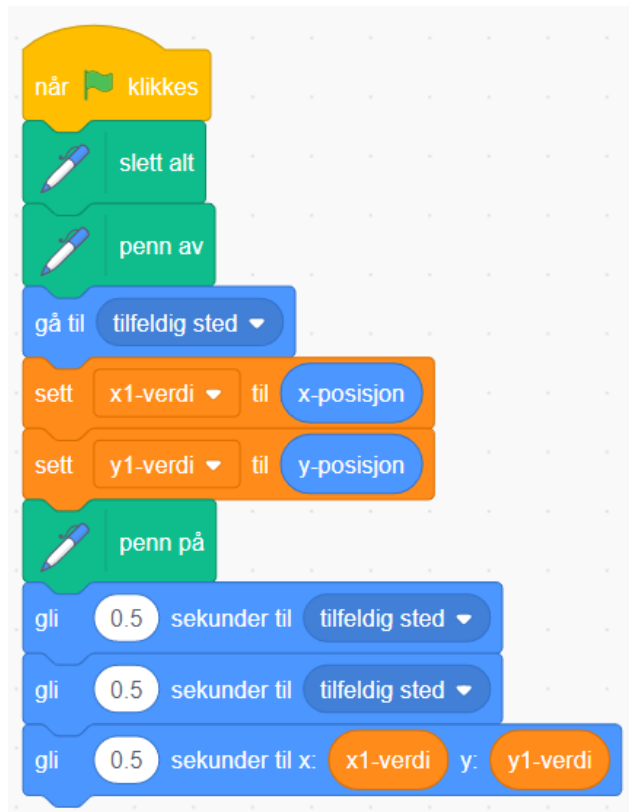 når klikkes
slett alt
penn av
gå til tilfeldig sted
sett x1-verdi til x-posisjon
sett y1-verdi til y-posisjon
penn på
gli 0.5 sekunder til tilfeldig sted
gli 0.5 sekunder til tilfeldig sted
gli 0.5 sekunder til x: x1-verdi y: y1-verdi